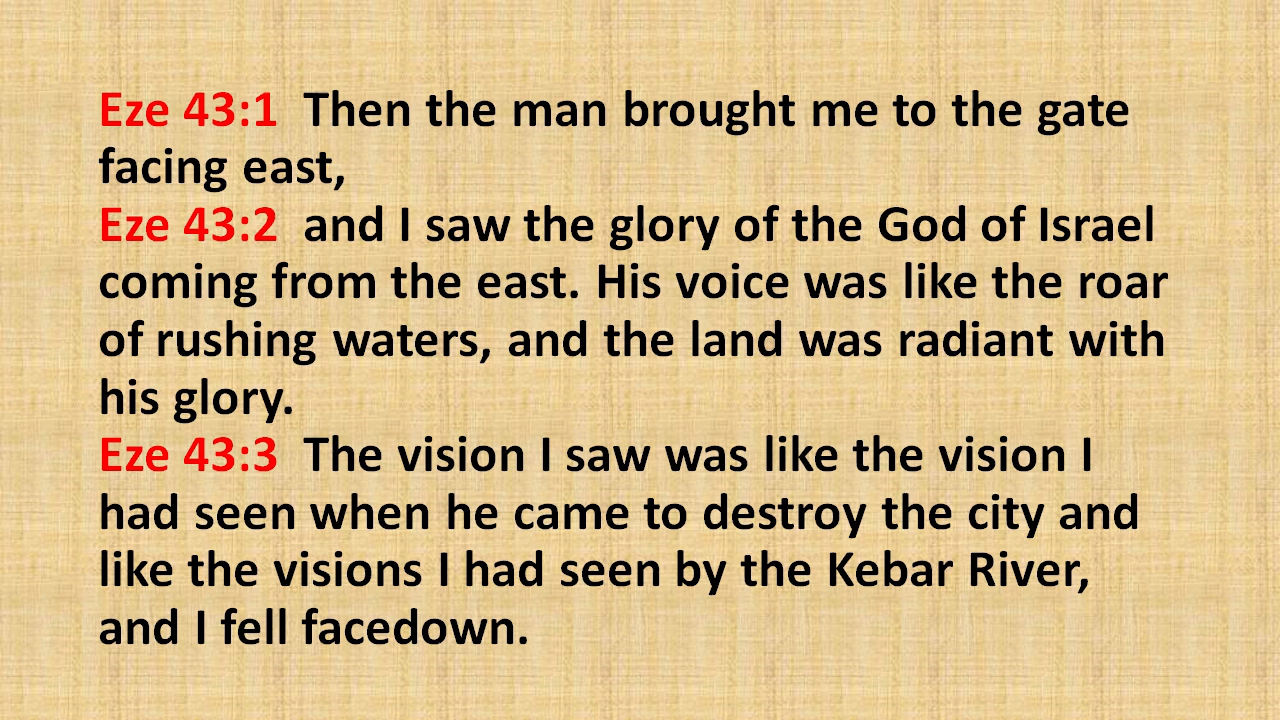 Eze 43:1  Then the man brought me to the gate
facing east,
Eze 43:2  and I saw the glory of the God of Israel
coming from the east. His voice was like the roar
of rushing waters, and the land was radiant with
his glory.
Eze 43:3  The vision I saw was like the vision I
had seen when he came to destroy the city and
like the visions I had seen by the Kebar River,
and I fell facedown.